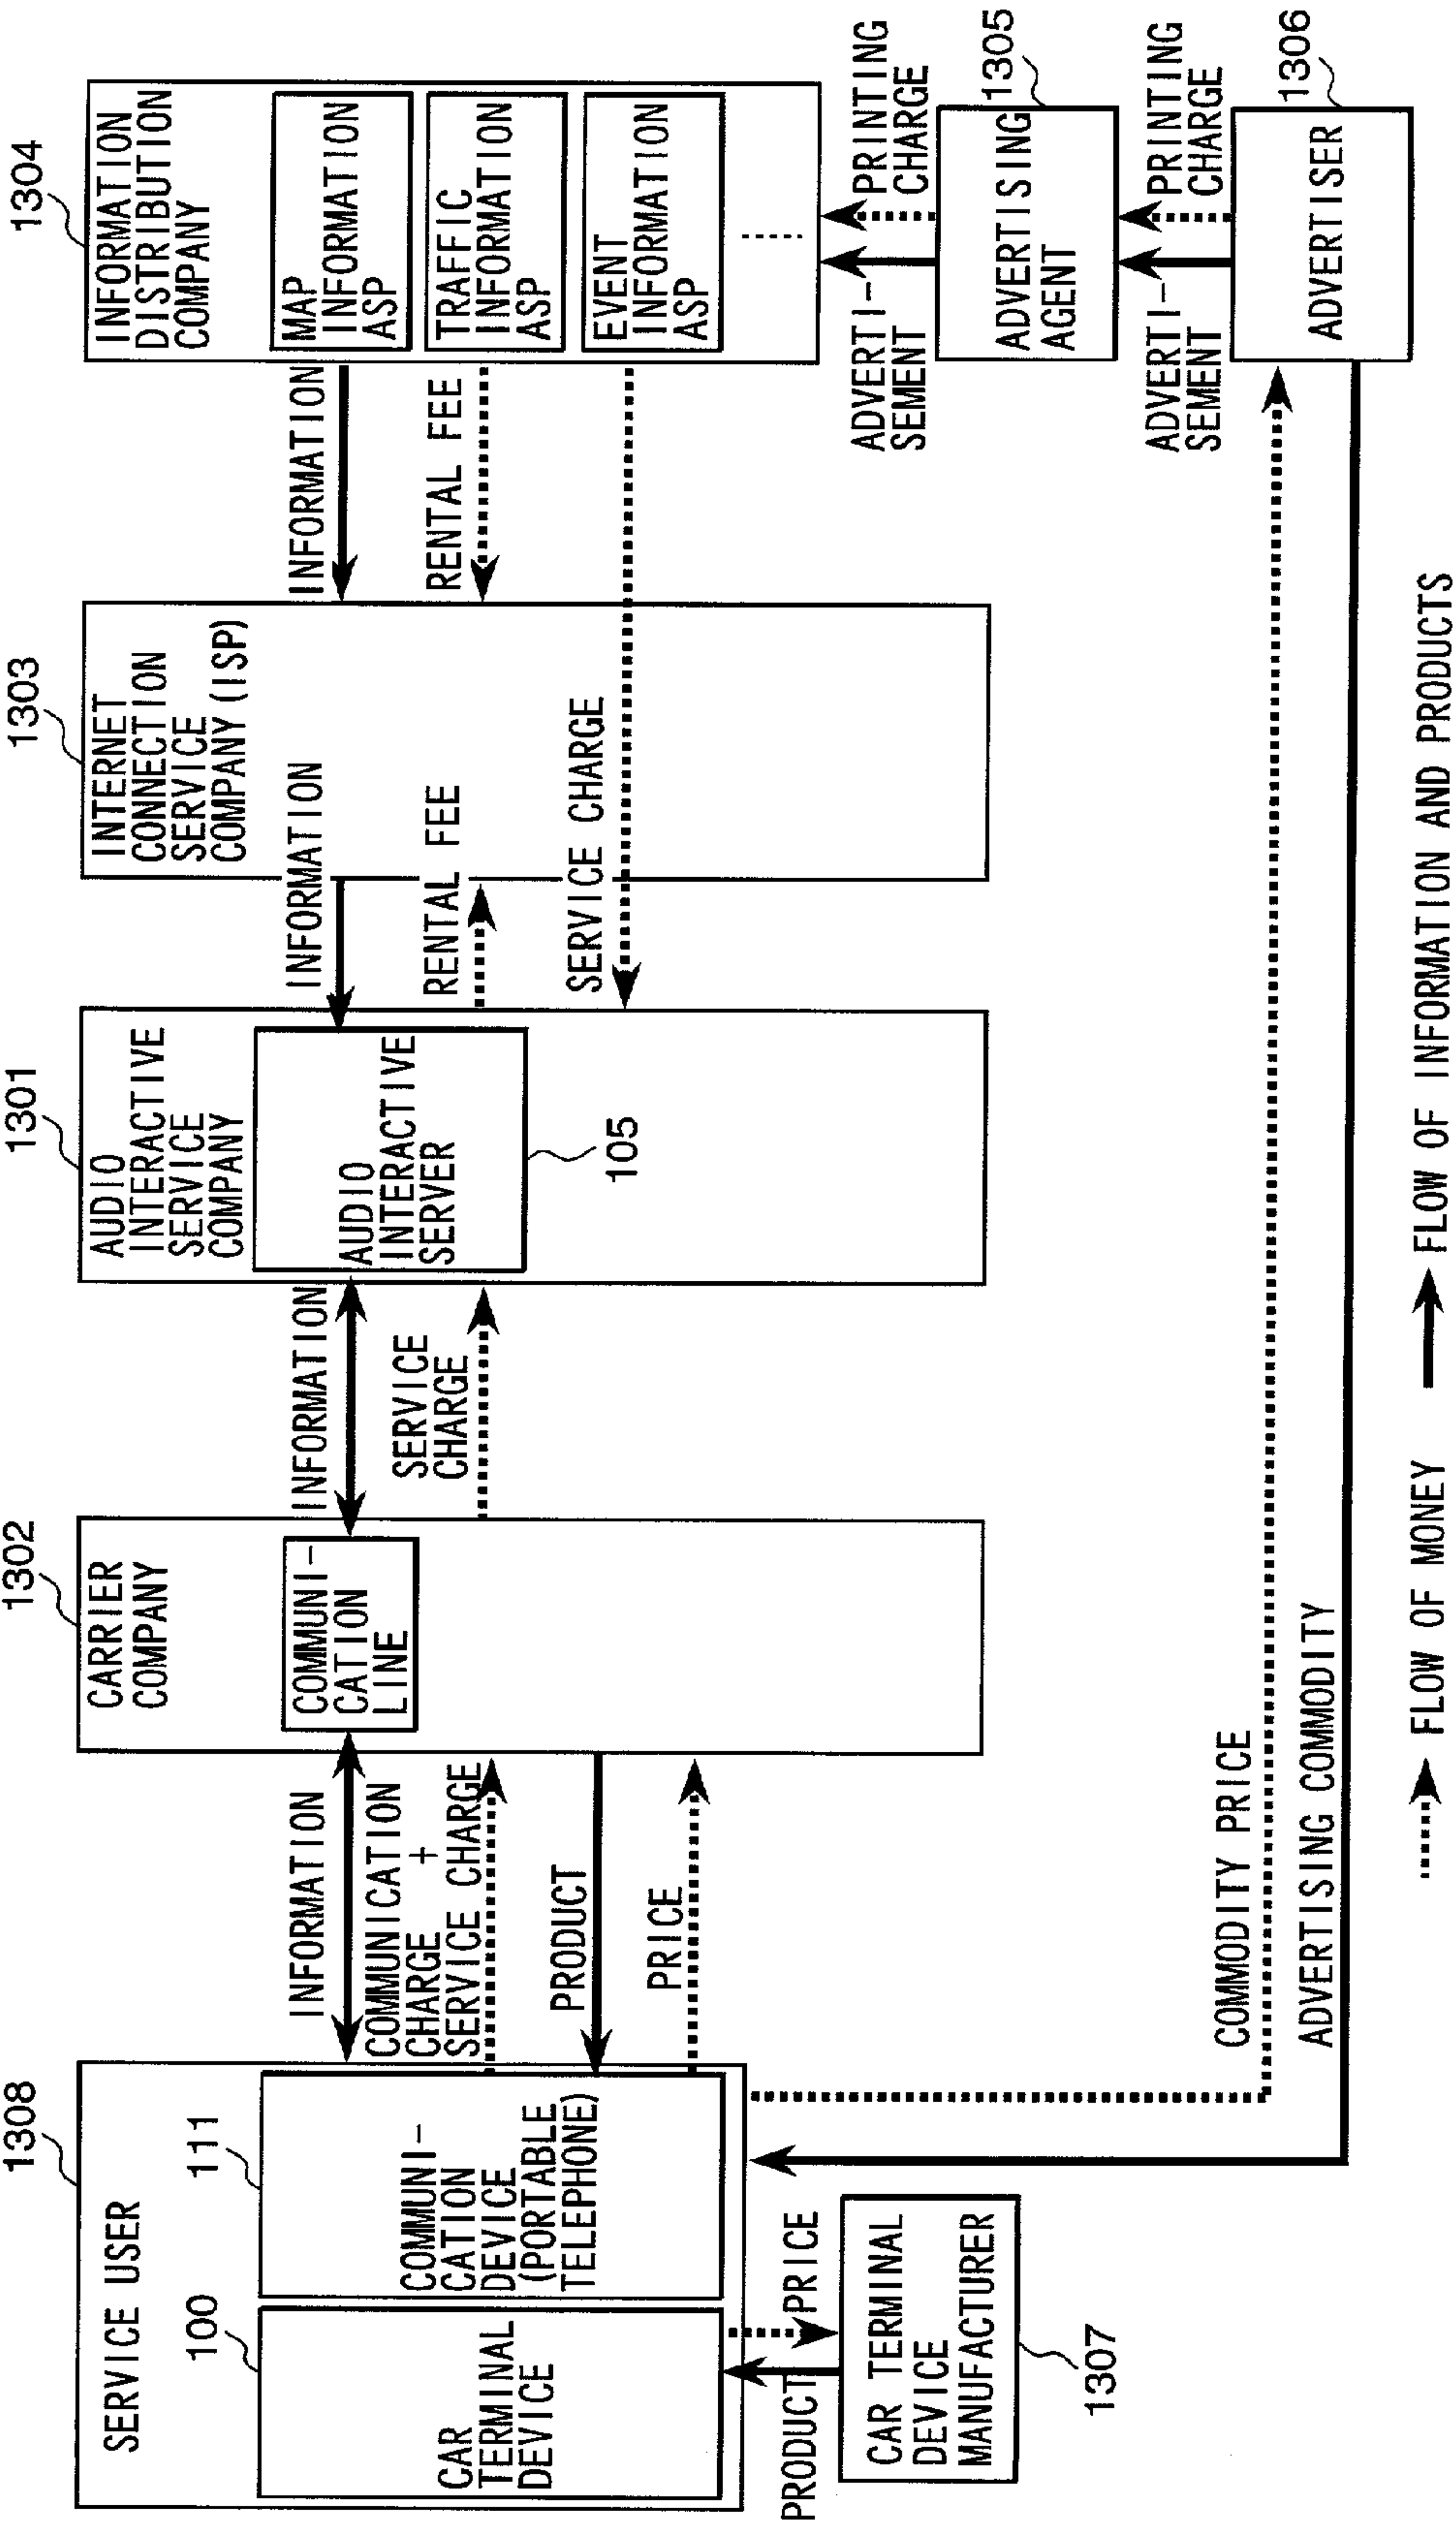 1308
SERVICE USER
100
CAR
TERMINAL
DEVICE
111
COMMUNI-
CATION
DEVICE
(PORTABLE
TELEPHONE)
PRODUCT
PRICE
CAR TERMINAL
DEVICE
MANUFACTURER
1307
INFORMATION
COMMUNICATION
CHARGE +
SERVICE CHARGE
PRODUCT
PRICE
1302
CARRIER
COMPANY
COMMUNI-
CATION
LINE
INFORMATION
SERVICE
CHARGE
1301
AUDIO
INTERACTIVE
SERVICE
COMPANY
AUDIO
INTERACTIVE
SERVER
105
INFORMATION
RENTAL FEE
SERVICE CHARGE
1303
INTERNET
CONNECTION
SERVICE
COMPANY (ISP)
INFORMATION
RENTAL FEE
1304
INFORMATION
DISTRIBUTION
COMPANY
MAP
INFORMATION
ASP
TRAFFIC
INFORMATION
ASP
EVENT
INFORMATION
ASP
ADVERTI-
SEMENT
PRINTING
CHARGE
1305
ADVERTISING
AGENT
ADVERTI-
SEMENT
PRINTING
CHARGE
1306
ADVERTISER
COMMODITY PRICE
ADVERTISING COMMODITY
FLOW OF MONEY
FLOW OF INFORMATION AND PRODUCTS